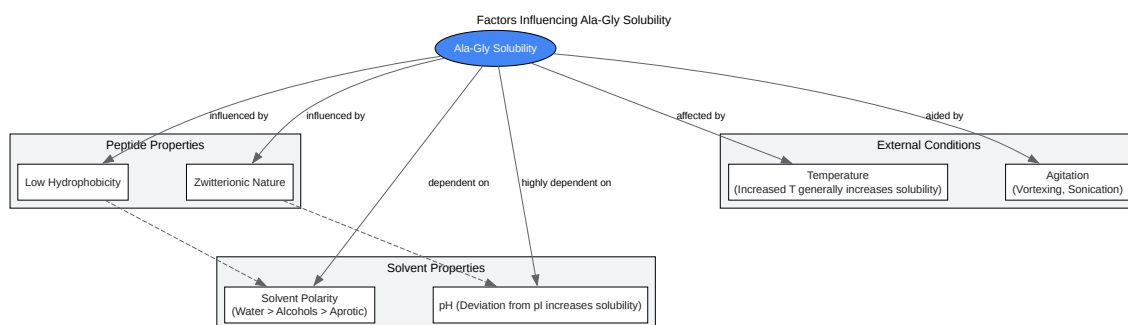 Factors Influencing Ala-Gly Solubility
Ala-Gly Solubility
influenced by
influenced by
affected by
aided by
Peptide Properties
Low Hydrophobicity
Zwitterionic Nature
External Conditions
Temperature
(Increased T generally increases solubility)
Agitation
(Vortexing, Sonication)
dependent on
highly dependent on
Solvent Properties
Solvent Polarity
(Water > Alcohols > Aprotic)
pH (Deviation from pI increases solubility)